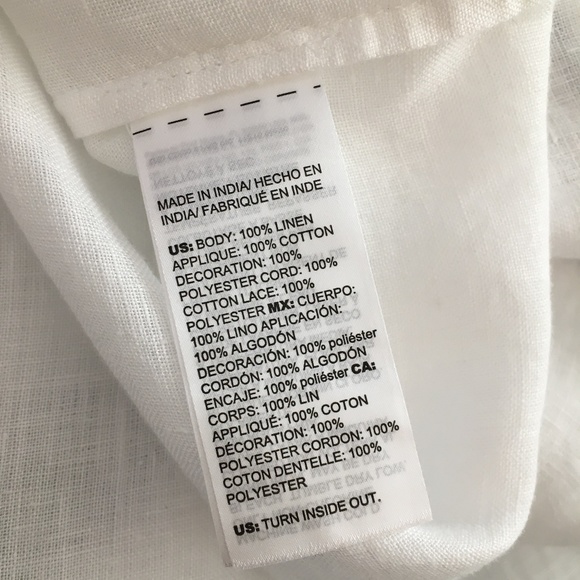 MADE IN INDIA/ HECHO EN
INDIA/ FABRIQUÉ EN INDE
US: BODY: 100% LINEN
APPLIQUE: 100% COTTON
DECORATION: 100%
POLYESTER CORD: 100%
COTTON LACE: 100%
POLYESTER MX: CUERPO:
100% LINO APLICACIÓN:
100% ALGODÓN
DECORACIÓN: 100% poliéster
CORDÓN: 100% ALGODÓN
ENCAJE: 100% poliéster CA:
CORPS: 100% LIN
APPLIQUÉ: 100% COTON
DÉCORATION: 100%
POLYESTER CORDON: 100%
COTON DENTELLE: 100%
POLYESTER
US: TURN INSIDE OUT.